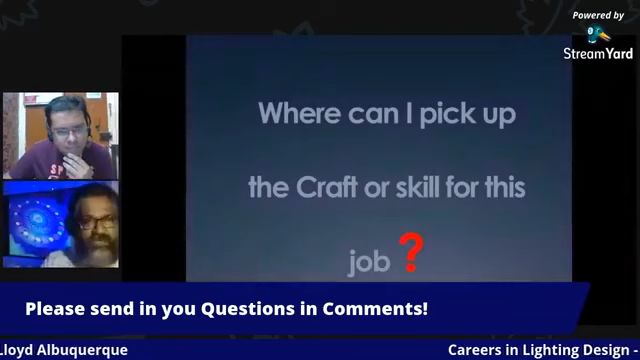 Powered by
StreamYard
Where can I pick up
the Craft or skill for this
job ?
Please send in you Questions in Comments!
Lloyd Albuquerque
Careers in Lighting Design -